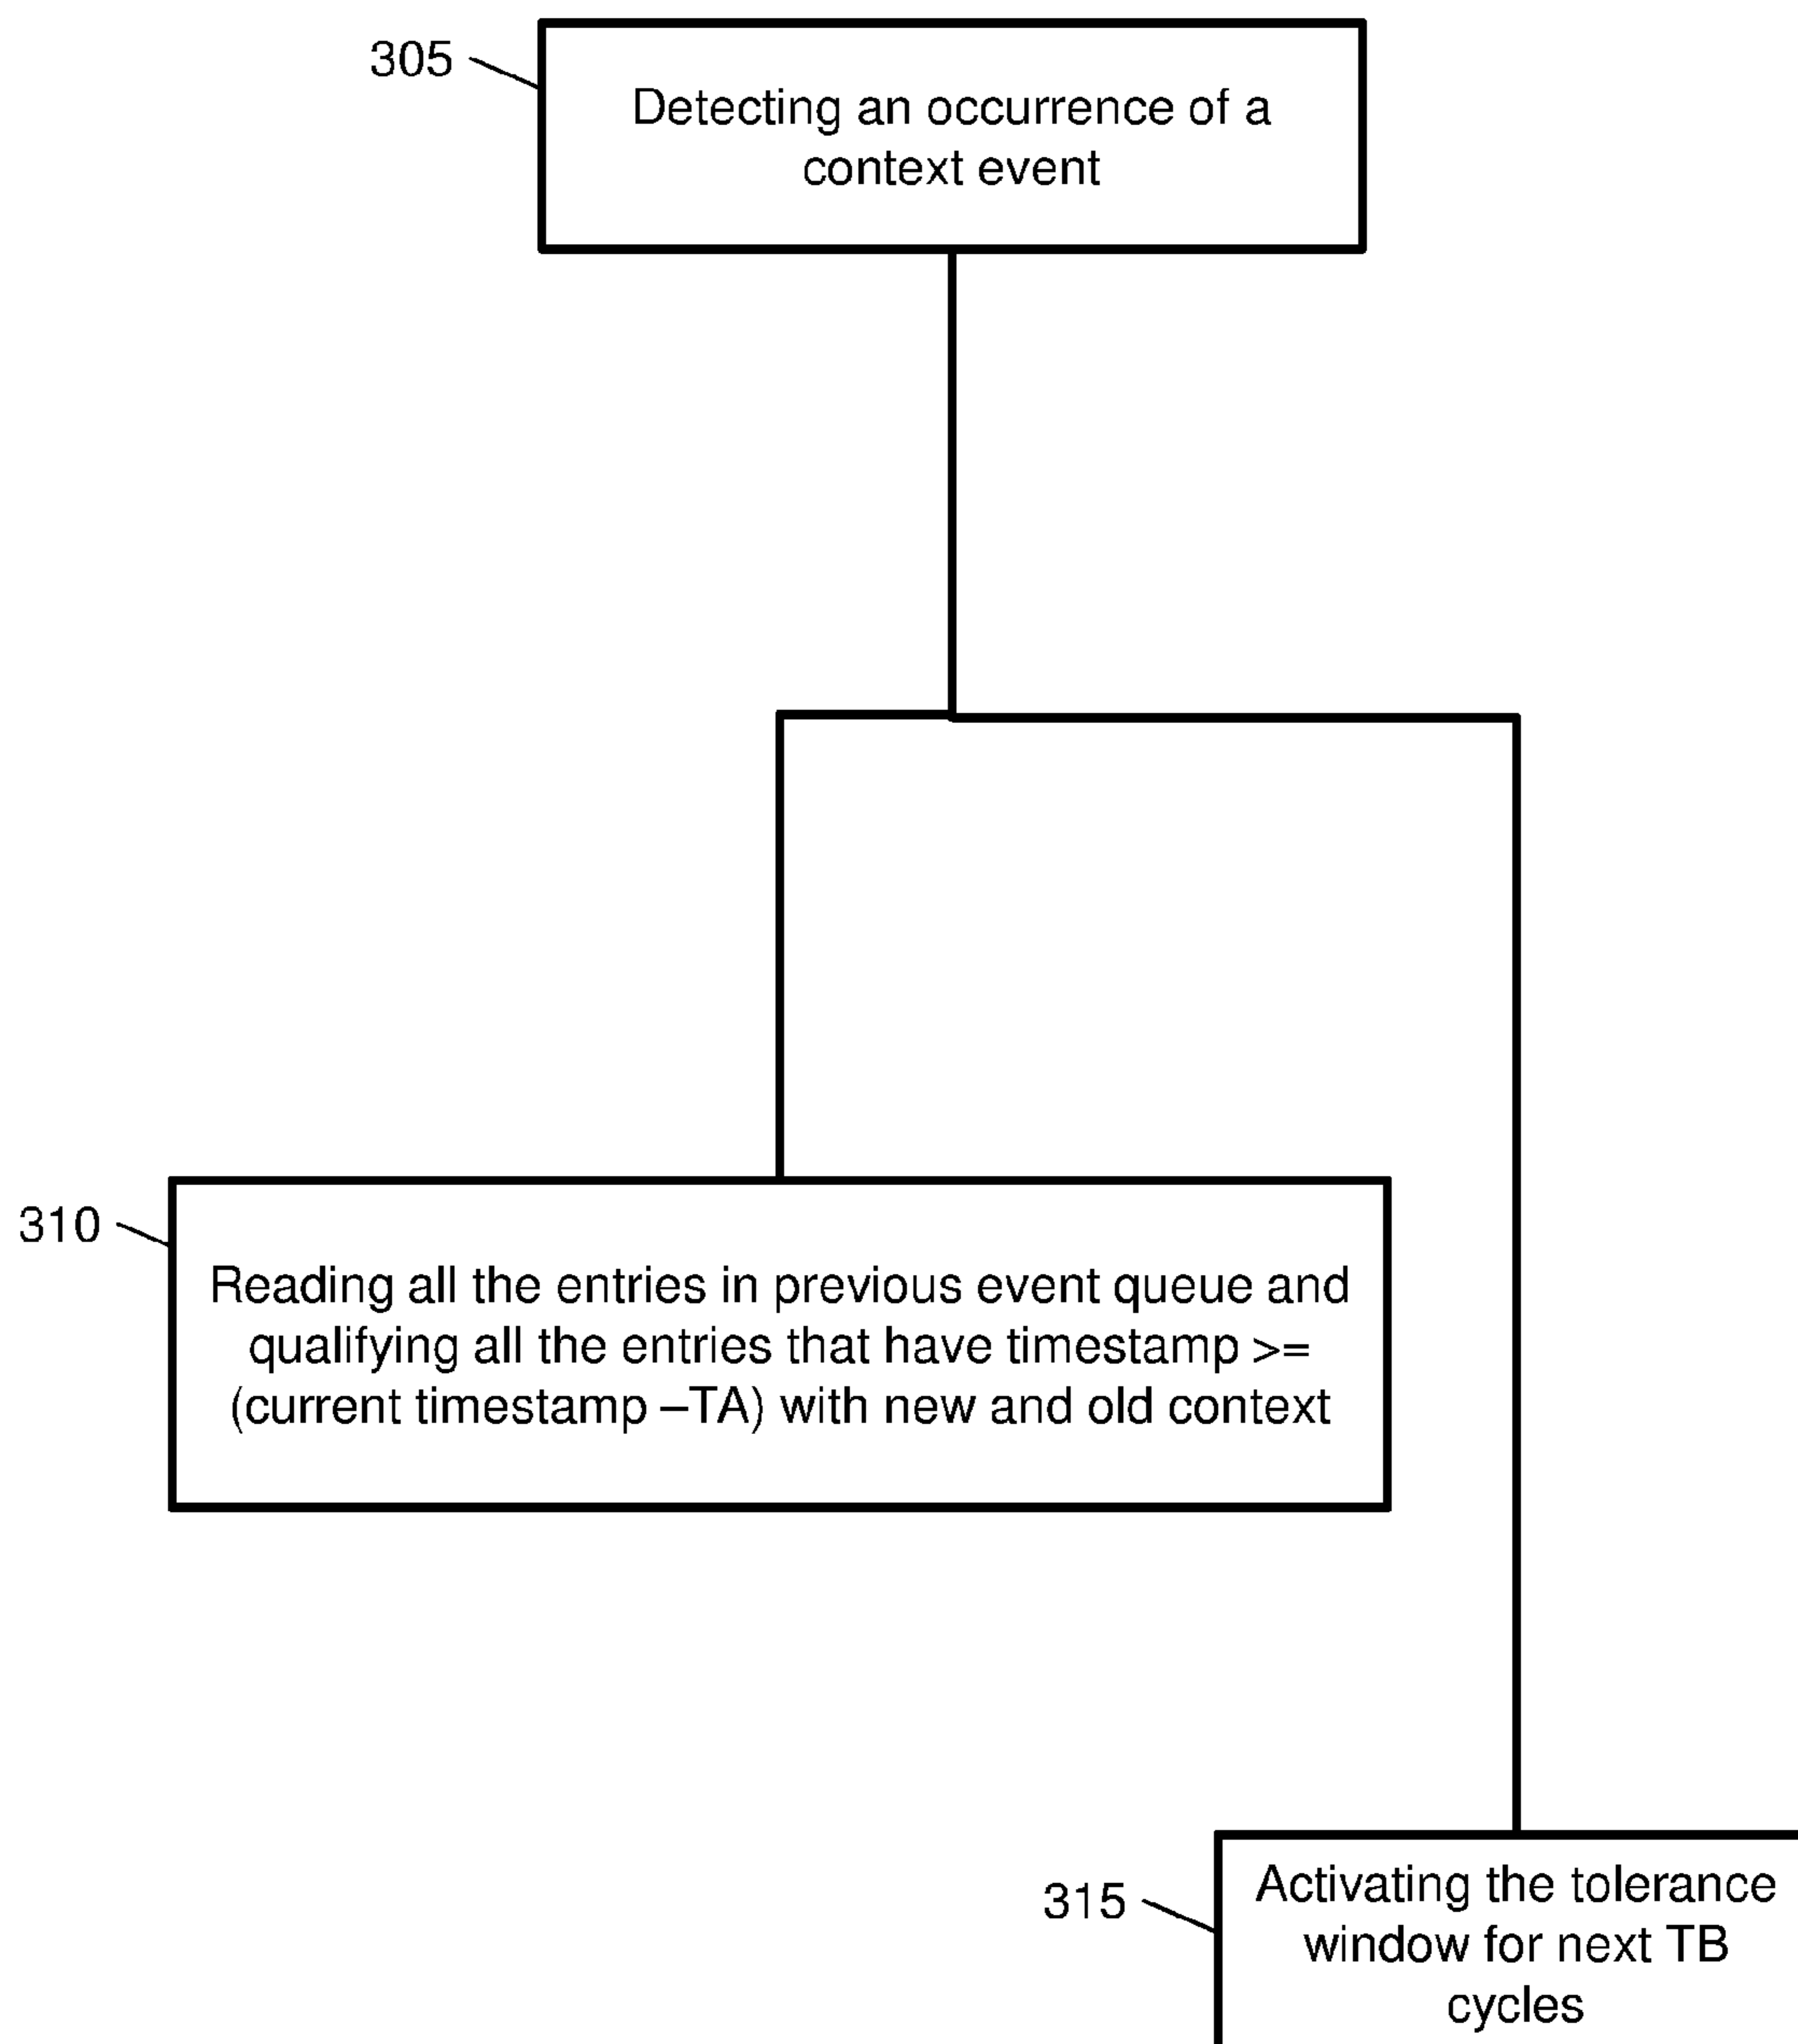 305
Detecting an occurrence of a
context event
310
Reading all the entries in previous event queue and
qualifying all the entries that have timestamp >=
(current timestamp –TA) with new and old context
315
Activating the tolerance
window for next TB
cycles